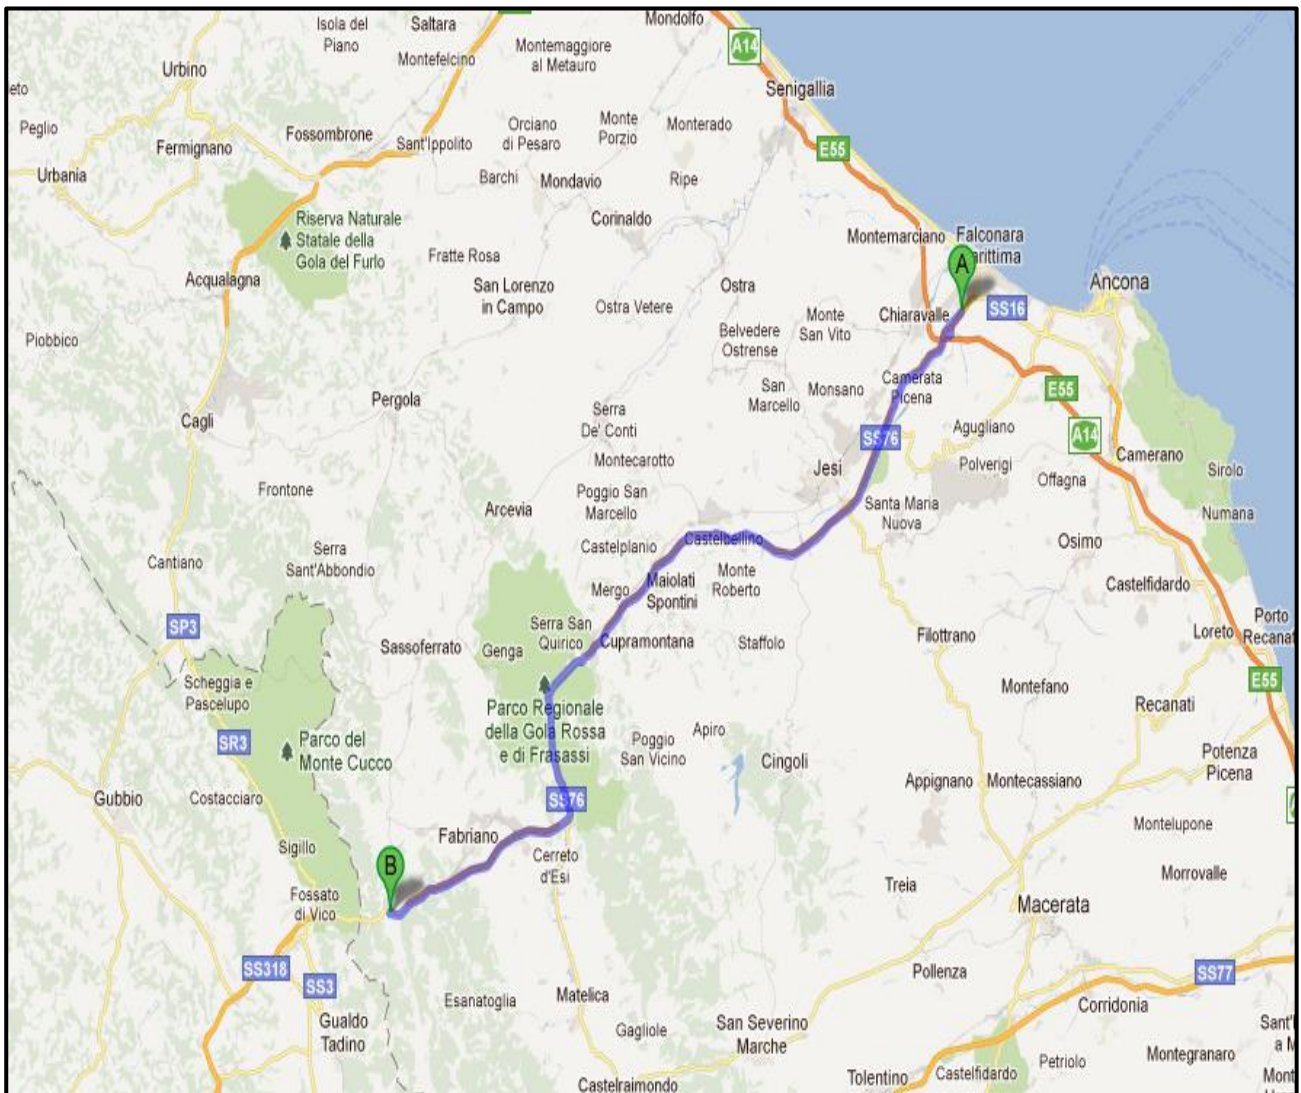 Isola del
Piano
Saltara
Mondolfo
Montefelcino
Montemaggiore
al Metauro
A14
Urbino
Senigallia
eto
Peglio
Fossombrone
Fermignano
Sant'Ippolito
Orciano
di Pesaro
Monte
Porzio
Monterado
E55
Urbania
Barchi
Mondavio
Ripe
Riserva Naturale
Statale della
Gola del Furlo
Corinaldo
Montemarciano
Falconara
arittima
A
Fratte Rosa
Acqualagna
San Lorenzo
in Campo
Ostra Vetere
Ostra
Ancona
Chiaravalle
SS16
Monte
San Vito
Belvedere
Ostrense
Piobbico
San
Marcello
Monsano
Camerata
Picena
E55
Pergola
Cagli
Serra
De' Conti
SS76
Agugliano
A14
Camerano
Montecarotto
Jesi
Polverigi
Offagna
Sirolo
Frontone
Poggio San
Marcello
Arcevia
Santa Maria
Nuova
Numana
Castelplanio
Castelbellino
Osimo
Cantiano
Serra
Sant'Abbondio
Mergo
Maiolati
Spontini
Monte
Roberto
Castelfidardo
SP3
Serra San
Quirico
Cupramontana
Staffolo
Filottrano
Loreto
Porto
Recanat
Sassoferrato
Genga
Scheggia e
Pascelupo
Montefano
E55
Parco Regionale
della Gola Rossa
e di Frasassi
Recanati
SR3
Parco del
Monte Cucco
Poggio
San Vicino
Apiro
Cingoli
Potenza
Picena
Appignano
Montecassiano
Gubbio
Costacciaro
SS76
Montelupone
Fabriano
Sigillo
Cerreto
d'Esi
B
Treia
Morrovalle
Fossato
di Vico
Macerata
SS318
SS3
Pollenza
SS77
Esanatoglia
Matelica
Corridonia
Gualdo
Tadino
Gagliole
San Severino
Marche
Sant'
a M
Montegranaro
Petriolo
Castelraimondo
Tolentino
Castelfidardo
Mont